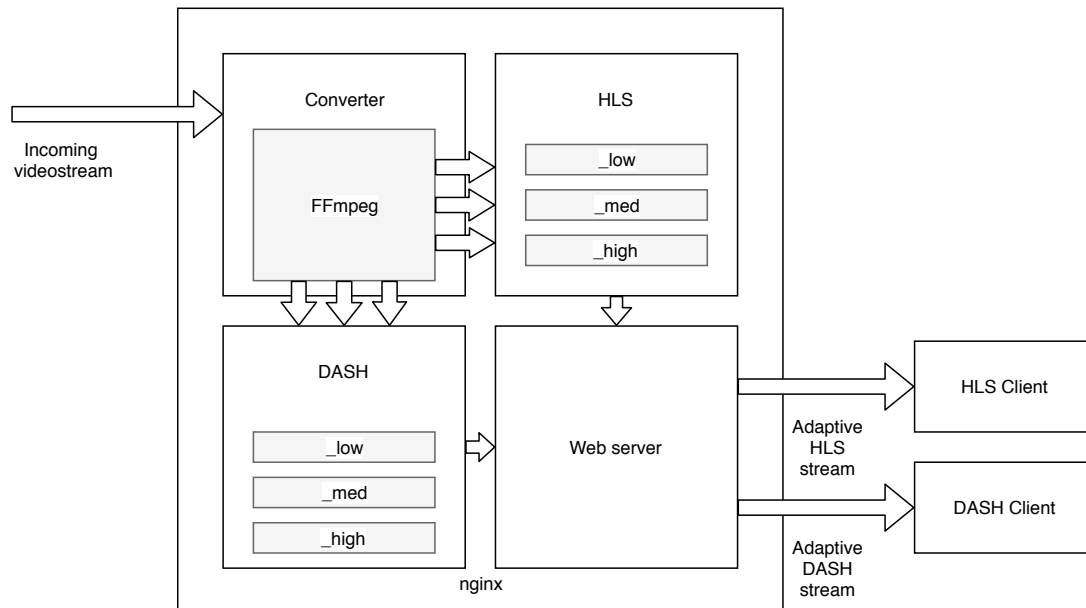 Incoming
videostream
Converter
FFmpeg
HLS
_low
_med
_high
DASH
_low
_med
_high
Web server
nginx
Adaptive
HLS
stream
HLS Client
Adaptive
DASH
stream
DASH Client